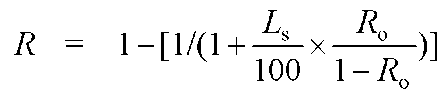 R = 1 – [1/(1 + Ls/100 × Ro/(1 – Ro))]